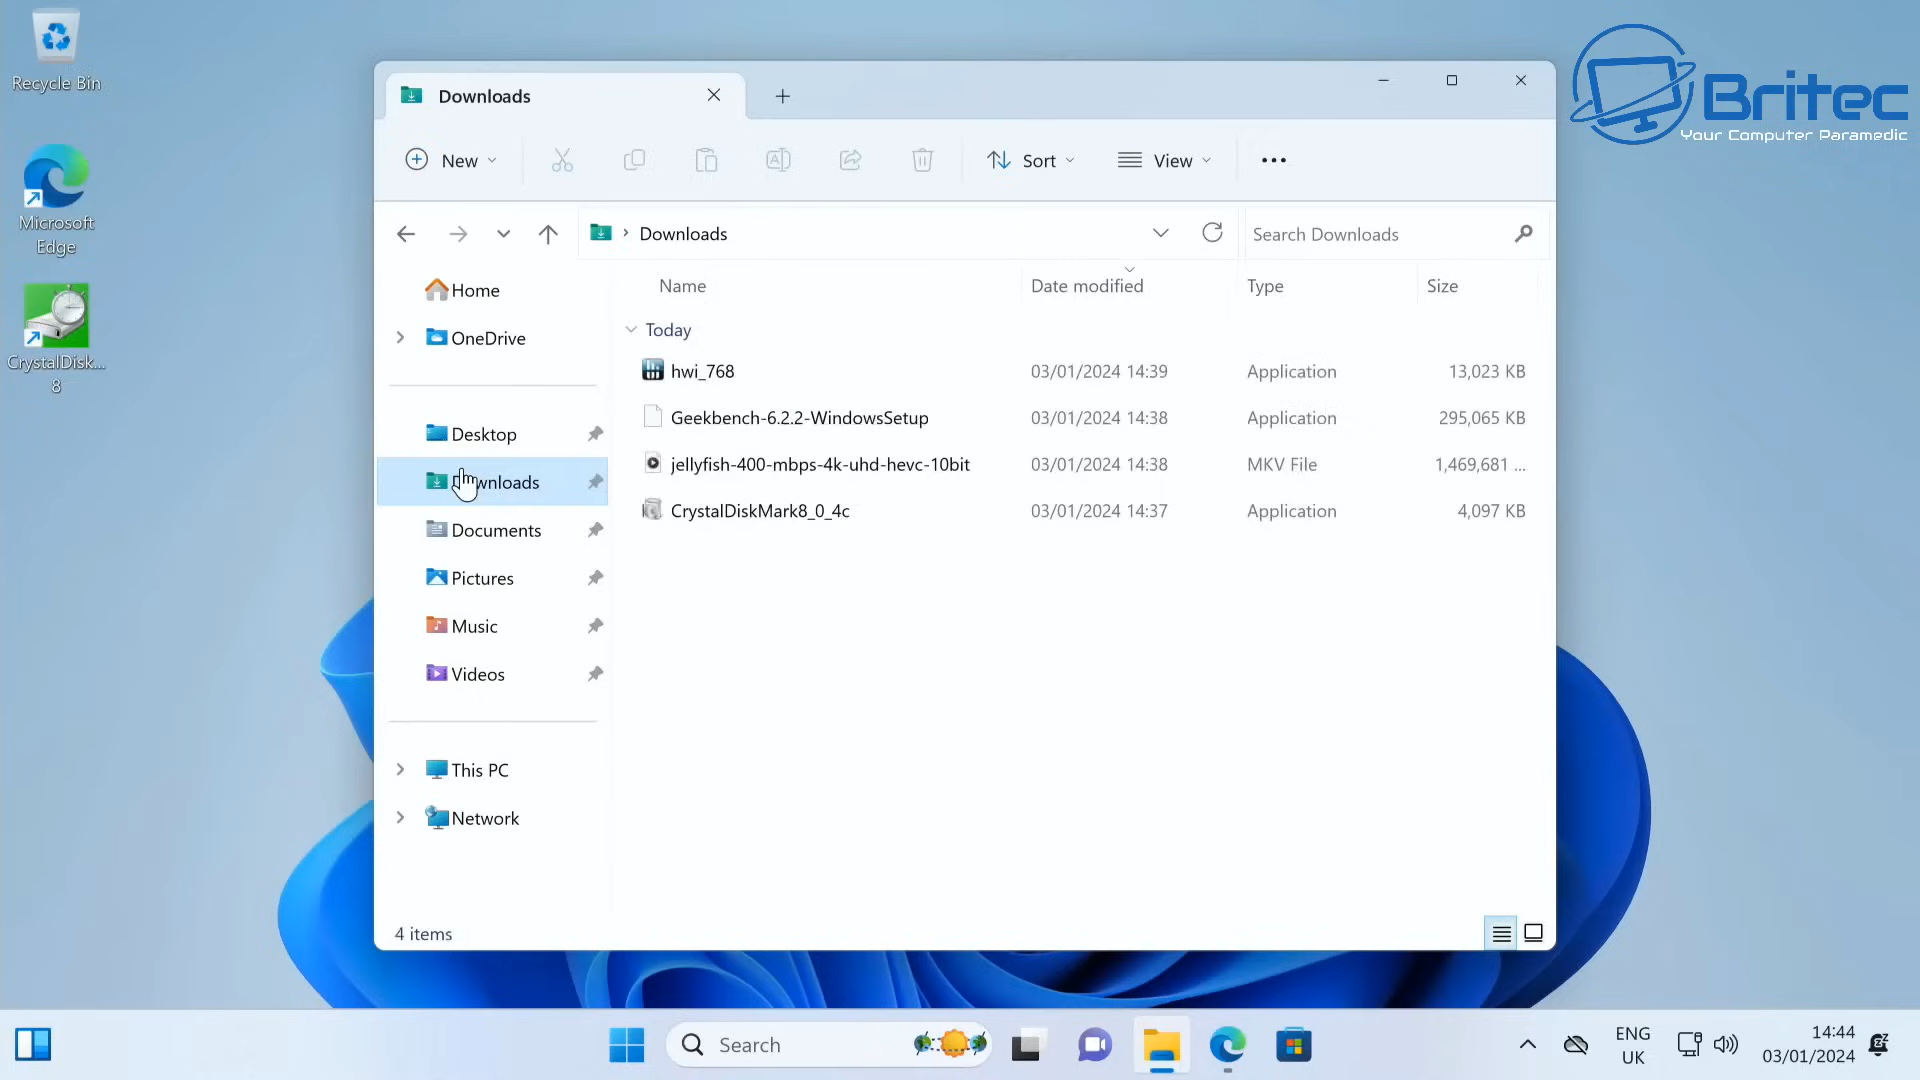 Recycle Bin
Microsoft
Edge
CrystalDisk...
8
Downloads
New
Sort
View
Downloads
Search Downloads
Home
OneDrive
Desktop
Downloads
Documents
Pictures
Music
Videos
This PC
Network
Name
Date modified
Type
Size
Today
hwi_768
03/01/2024 14:39
Application
13,023 KB
Geekbench-6.2.2-WindowsSetup
03/01/2024 14:38
Application
295,065 KB
jellyfish-400-mbps-4k-uhd-hevc-10bit
03/01/2024 14:38
MKV File
1,469,681 ...
CrystalDiskMark8_0_4c
03/01/2024 14:37
Application
4,097 KB
4 items
Britec
Your Computer Paramedic
Search
ENG
UK
14:44
03/01/2024